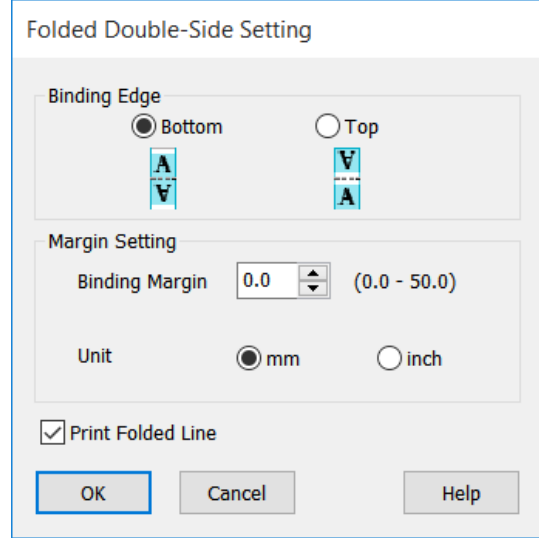 Folded Double-Side Setting
Binding Edge
Bottom Top
A A
A A
Margin Setting
Binding Margin 0.0 (0.0 - 50.0)
Unit mm inch
Print Folded Line
OK Cancel Help